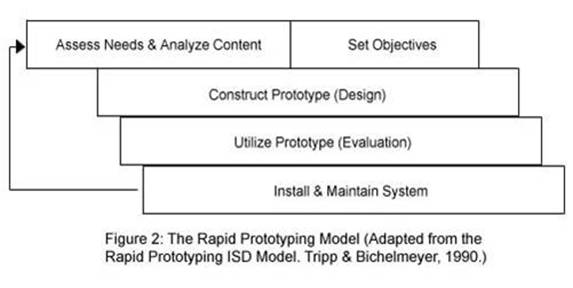 Assess Needs & Analyze Content
Set Objectives
Construct Prototype (Design)
Utilize Prototype (Evaluation)
Install & Maintain System
Figure 2: The Rapid Prototyping Model (Adapted from the
Rapid Prototyping ISD Model. Tripp & Bichelmeyer, 1990.)